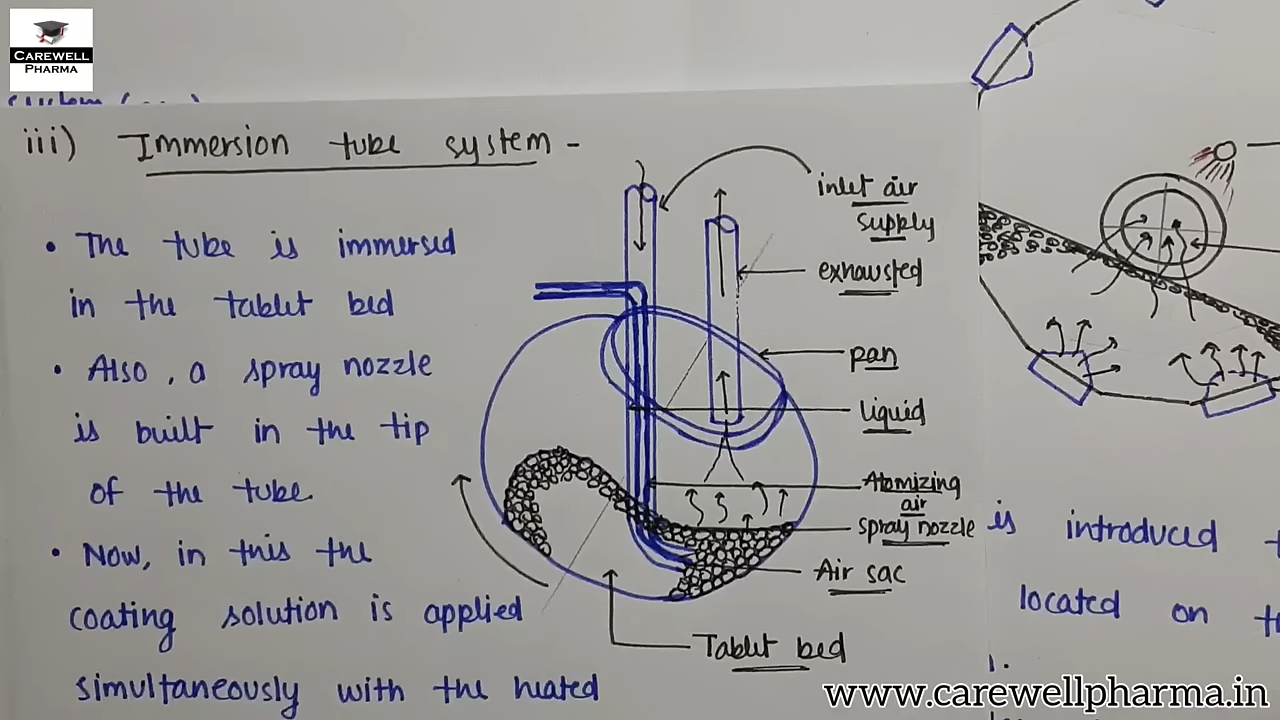 CAREWELL
PHARMA
iii) Immersion tube system -
• The tube is immersed
in the tablet bed
• Also, a spray nozzle
is built in the tip
of the tube.
• Now, in this the
coating solution is applied
simultaneously with the heated
inlet air
supply
exhausted
pan
liquid
Atomizing
air
spray nozzle
Air sac
Tablet bed
is introduced
located on
www.carewellpharma.in